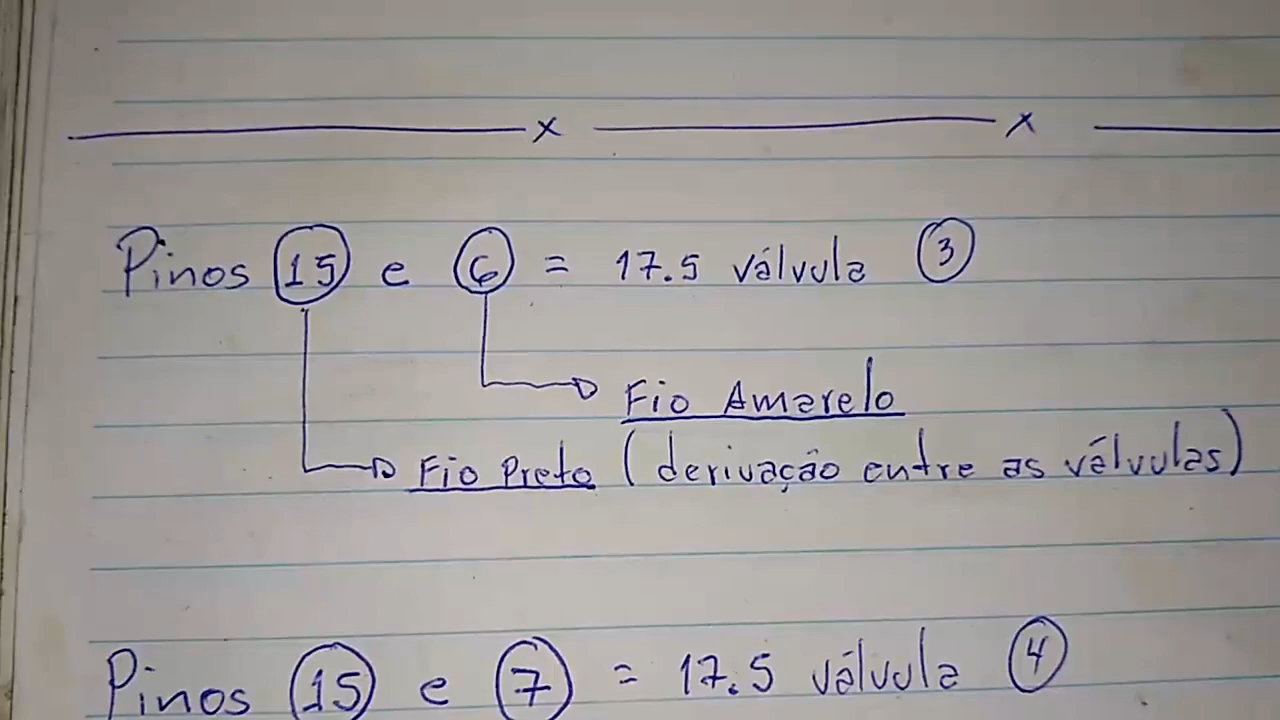 Pinos 15 e 6 = 17.5 válvula 3
Fio Amarelo
Fio Preto (derivação entre as válvulas)
Pinos 15 e 7 = 17.5 válvula 4